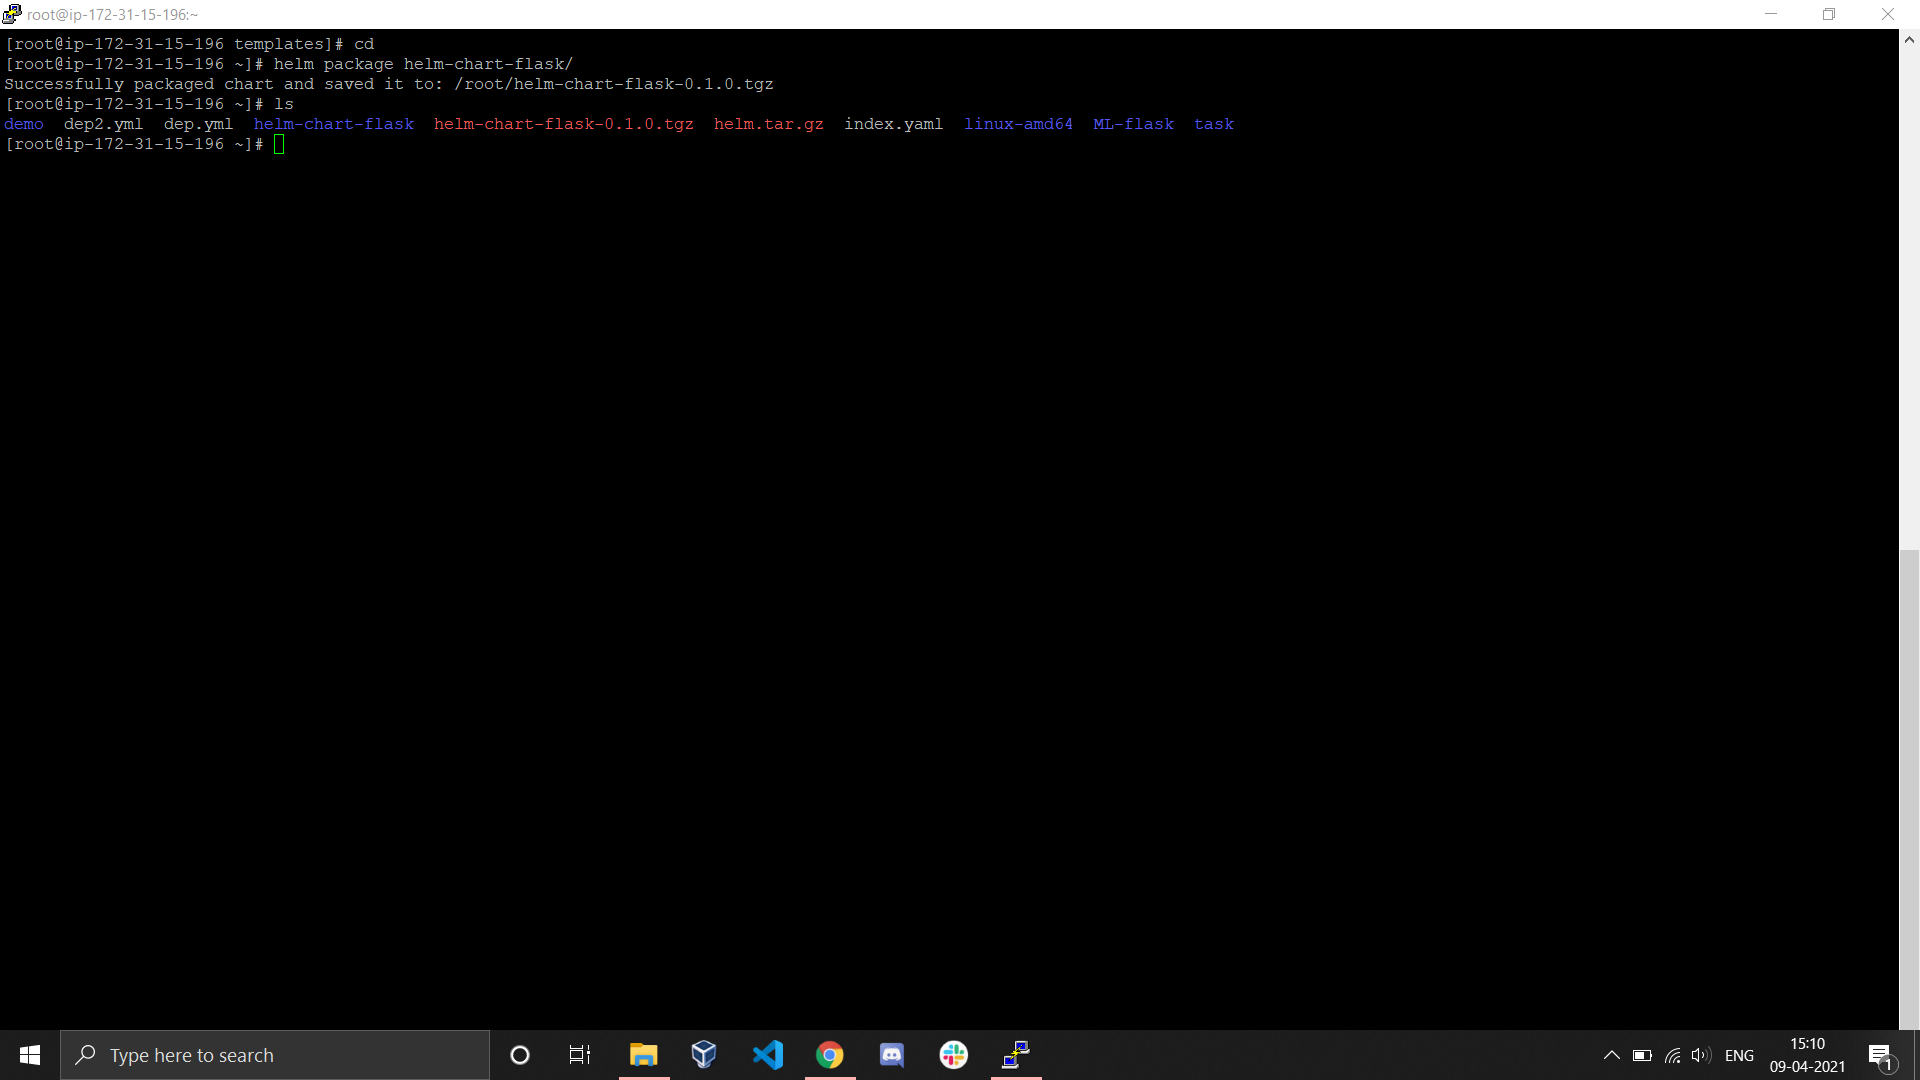 root@ip-172-31-15-196:~
[root@ip-172-31-15-196 templates]# cd
[root@ip-172-31-15-196 ~]# helm package helm-chart-flask/
Successfully packaged chart and saved it to: /root/helm-chart-flask-0.1.0.tgz
[root@ip-172-31-15-196 ~]# ls
demo  dep2.yml  dep.yml  helm-chart-flask  helm-chart-flask-0.1.0.tgz  helm.tar.gz  index.yaml  linux-amd64  ML-flask  task
[root@ip-172-31-15-196 ~]#
Type here to search
ENG
15:10
09-04-2021
1